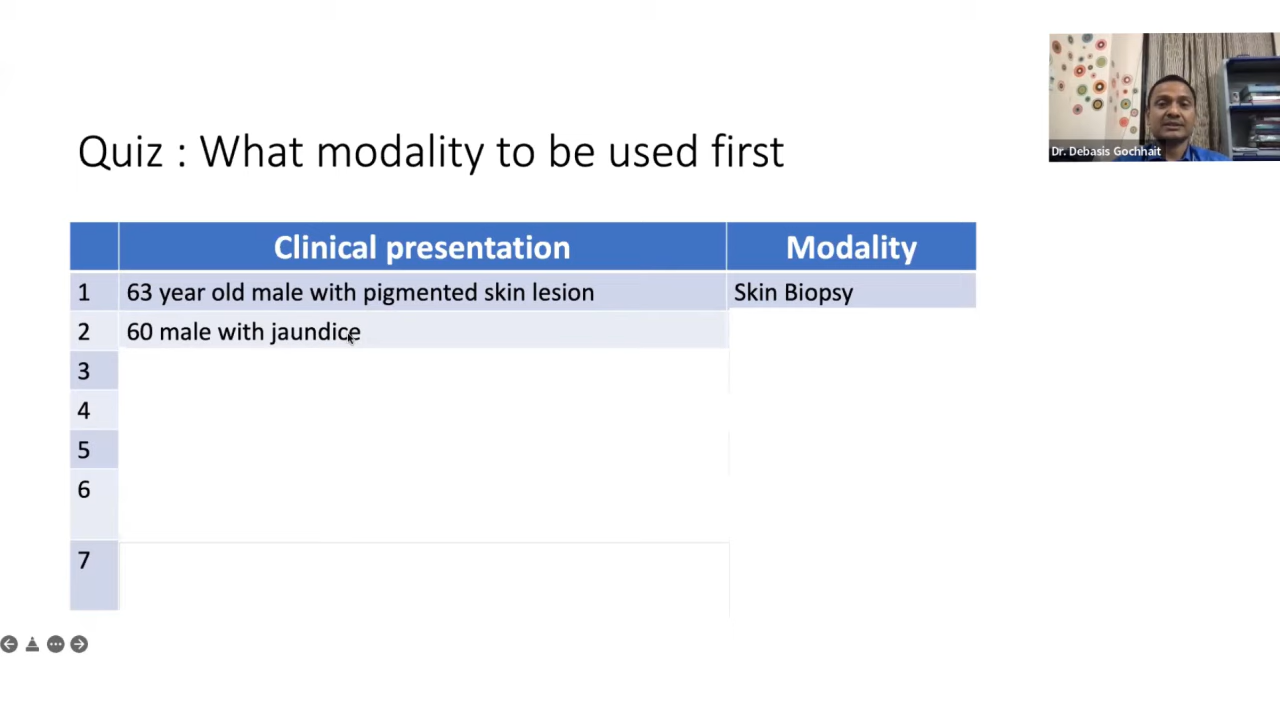 Dr. Debasis Gochhait
Quiz : What modality to be used first
Clinical presentation Modality
1 63 year old male with pigmented skin lesion Skin Biopsy
2 60 male with jaundice
3
4
5
6
7